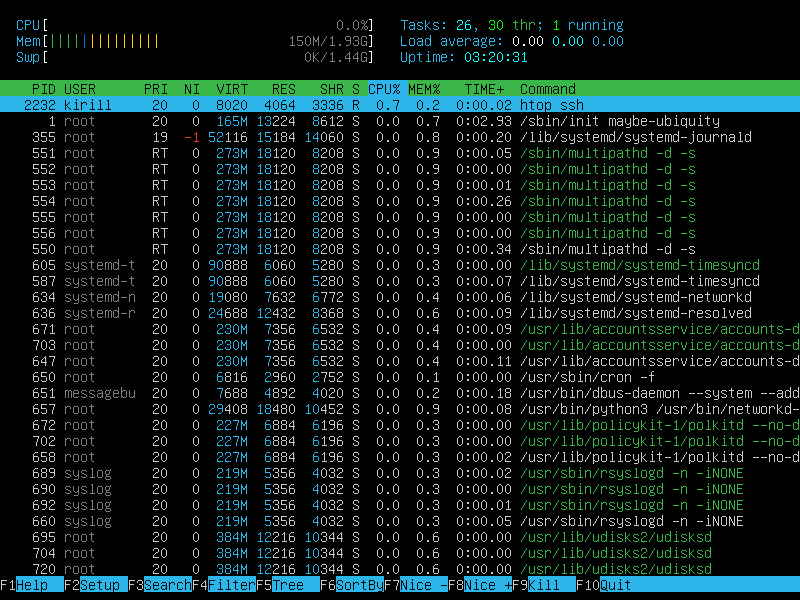 CPU[ 0.0%] Tasks: 26, 30 thr; 1 running
Mem[|||||||||||||| 150M/1.93G] Load average: 0.00 0.00 0.00
Swp[ 0K/1.44G] Uptime: 03:20:31
PID USER PRI NI VIRT RES SHR S CPU% MEM% TIME+ Command
2232 kirill 20 0 8020 4064 3336 R 0.7 0.2 0:00.02 htop ssh
1 root 20 0 165M 13224 8612 S 0.0 0.7 0:02.93 /sbin/init maybe-ubiquity
355 root 19 -1 52116 15184 14060 S 0.0 0.8 0:00.20 /lib/systemd/systemd-journald
551 root RT 0 273M 18120 8208 S 0.0 0.9 0:00.05 /sbin/multipathd -d -s
552 root RT 0 273M 18120 8208 S 0.0 0.9 0:00.00 /sbin/multipathd -d -s
553 root RT 0 273M 18120 8208 S 0.0 0.9 0:00.01 /sbin/multipathd -d -s
554 root RT 0 273M 18120 8208 S 0.0 0.9 0:00.26 /sbin/multipathd -d -s
555 root RT 0 273M 18120 8208 S 0.0 0.9 0:00.00 /sbin/multipathd -d -s
556 root RT 0 273M 18120 8208 S 0.0 0.9 0:00.00 /sbin/multipathd -d -s
550 root RT 0 273M 18120 8208 S 0.0 0.9 0:00.34 /sbin/multipathd -d -s
605 systemd-t 20 0 90888 6060 5280 S 0.0 0.3 0:00.00 /lib/systemd/systemd-timesyncd
587 systemd-t 20 0 90888 6060 5280 S 0.0 0.3 0:00.07 /lib/systemd/systemd-timesyncd
634 systemd-n 20 0 19080 7632 6772 S 0.0 0.4 0:00.06 /lib/systemd/systemd-networkd
636 systemd-r 20 0 24688 12432 8368 S 0.0 0.6 0:00.09 /lib/systemd/systemd-resolved
671 root 20 0 230M 7356 6532 S 0.0 0.4 0:00.09 /usr/lib/accountsservice/accounts-d
703 root 20 0 230M 7356 6532 S 0.0 0.4 0:00.00 /usr/lib/accountsservice/accounts-d
647 root 20 0 230M 7356 6532 S 0.0 0.4 0:00.11 /usr/lib/accountsservice/accounts-d
650 root 20 0 6816 2960 2752 S 0.0 0.1 0:00.00 /usr/sbin/cron -f
651 messagebu 20 0 7688 4892 4020 S 0.0 0.2 0:00.18 /usr/bin/dbus-daemon --system --add
657 root 20 0 29408 18480 10452 S 0.0 0.9 0:00.08 /usr/bin/python3 /usr/bin/networkd-
672 root 20 0 227M 6884 6196 S 0.0 0.3 0:00.00 /usr/lib/policykit-1/polkitd --no-d
702 root 20 0 227M 6884 6196 S 0.0 0.3 0:00.00 /usr/lib/policykit-1/polkitd --no-d
658 root 20 0 227M 6884 6196 S 0.0 0.3 0:00.02 /usr/lib/policykit-1/polkitd --no-d
689 syslog 20 0 219M 5356 4032 S 0.0 0.3 0:00.02 /usr/sbin/rsyslogd -n -iNONE
690 syslog 20 0 219M 5356 4032 S 0.0 0.3 0:00.00 /usr/sbin/rsyslogd -n -iNONE
692 syslog 20 0 219M 5356 4032 S 0.0 0.3 0:00.01 /usr/sbin/rsyslogd -n -iNONE
660 syslog 20 0 219M 5356 4032 S 0.0 0.3 0:00.05 /usr/sbin/rsyslogd -n -iNONE
695 root 20 0 384M 12216 10344 S 0.0 0.6 0:00.00 /usr/lib/udisks2/udisksd
704 root 20 0 384M 12216 10344 S 0.0 0.6 0:00.00 /usr/lib/udisks2/udisksd
720 root 20 0 384M 12216 10344 S 0.0 0.6 0:00.00 /usr/lib/udisks2/udisksd
F1Help F2Setup F3SearchF4FilterF5Tree F6SortByF7Nice -F8Nice +F9Kill F10Quit